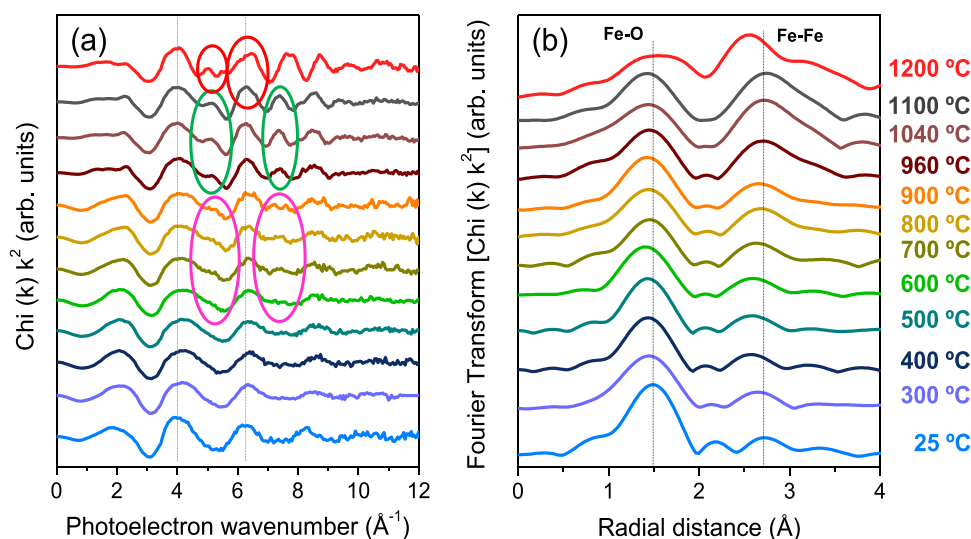 (a)
Chi (k) k² (arb. units)
0 2 4 6 8 10 12
Photoelectron wavenumber (Å⁻¹)
(b)
Fe-O
Fe-Fe
Fourier Transform [Chi (k) k²] (arb. units)
0 1 2 3 4
Radial distance (Å)
1200 ºC
1100 ºC
1040 ºC
960 ºC
900 ºC
800 ºC
700 ºC
600 ºC
500 ºC
400 ºC
300 ºC
25 ºC